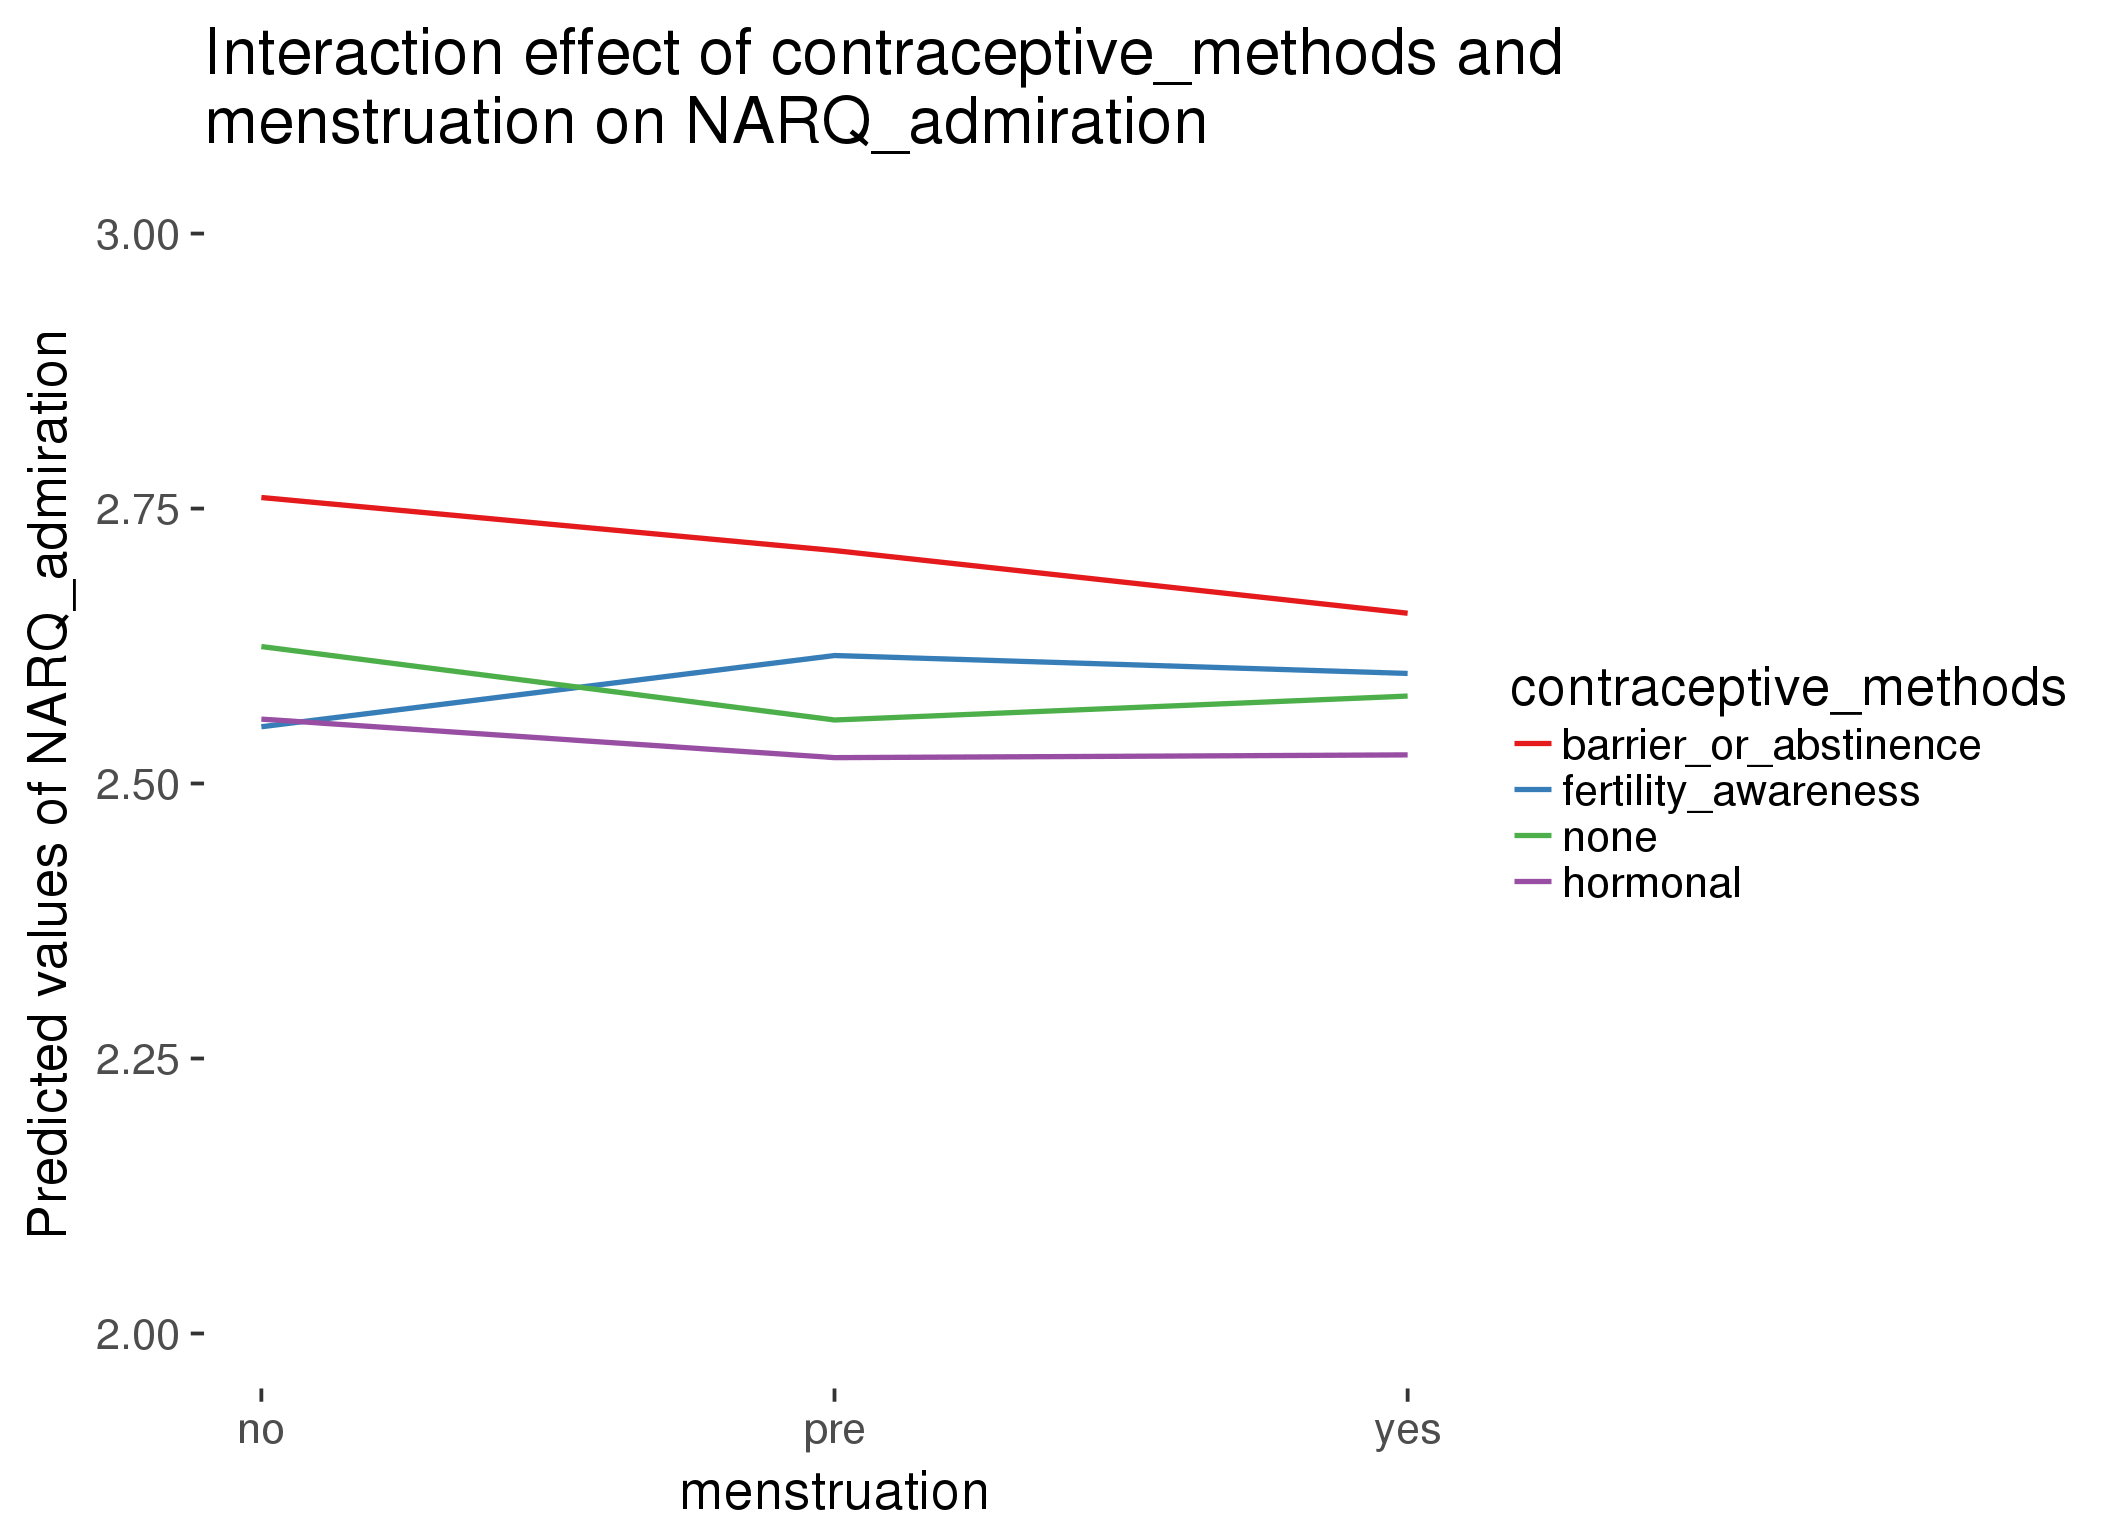 Interaction effect of contraceptive_methods and
menstruation on NARQ_admiration
Predicted values of NARQ_admiration
3.00
2.75
2.50
2.25
2.00
no
pre
yes
menstruation
contraceptive_methods
barrier_or_abstinence
fertility_awareness
none
hormonal